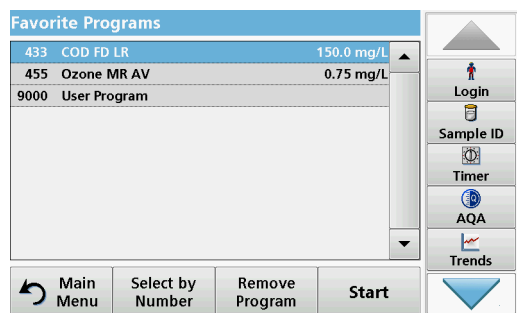 Favorite Programs
433 COD FD LR 150.0 mg/L
455 Ozone MR AV 0.75 mg/L
9000 User Program
Login
Sample ID
Timer
AQA
Trends
Main Menu
Select by Number
Remove Program
Start